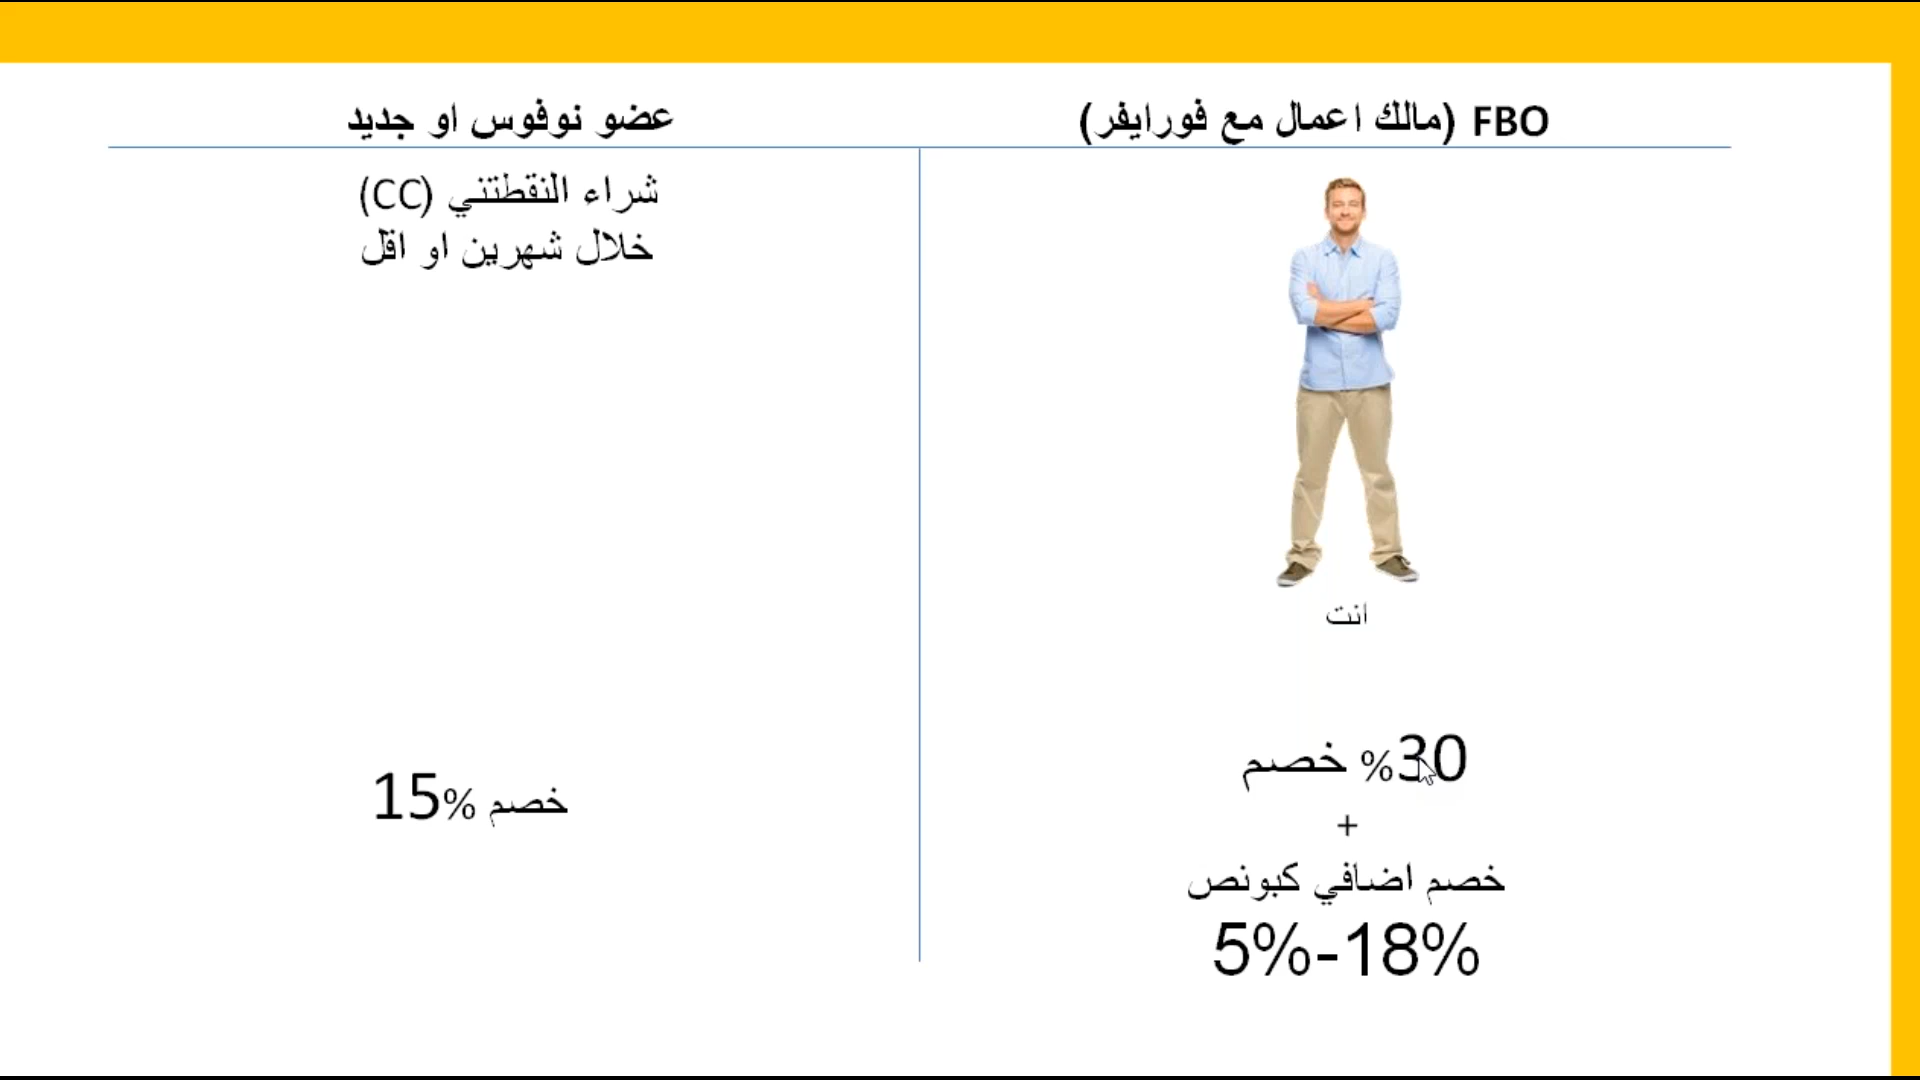 FBO (مالك اعمال مع فورايفر)
انت
30% خصم
+
خصم اضافي كبونص
5%-18%
عضو نوفوس او جديد
شراء النقطتني (CC)
خلال شهرين او اقل
خصم 15%